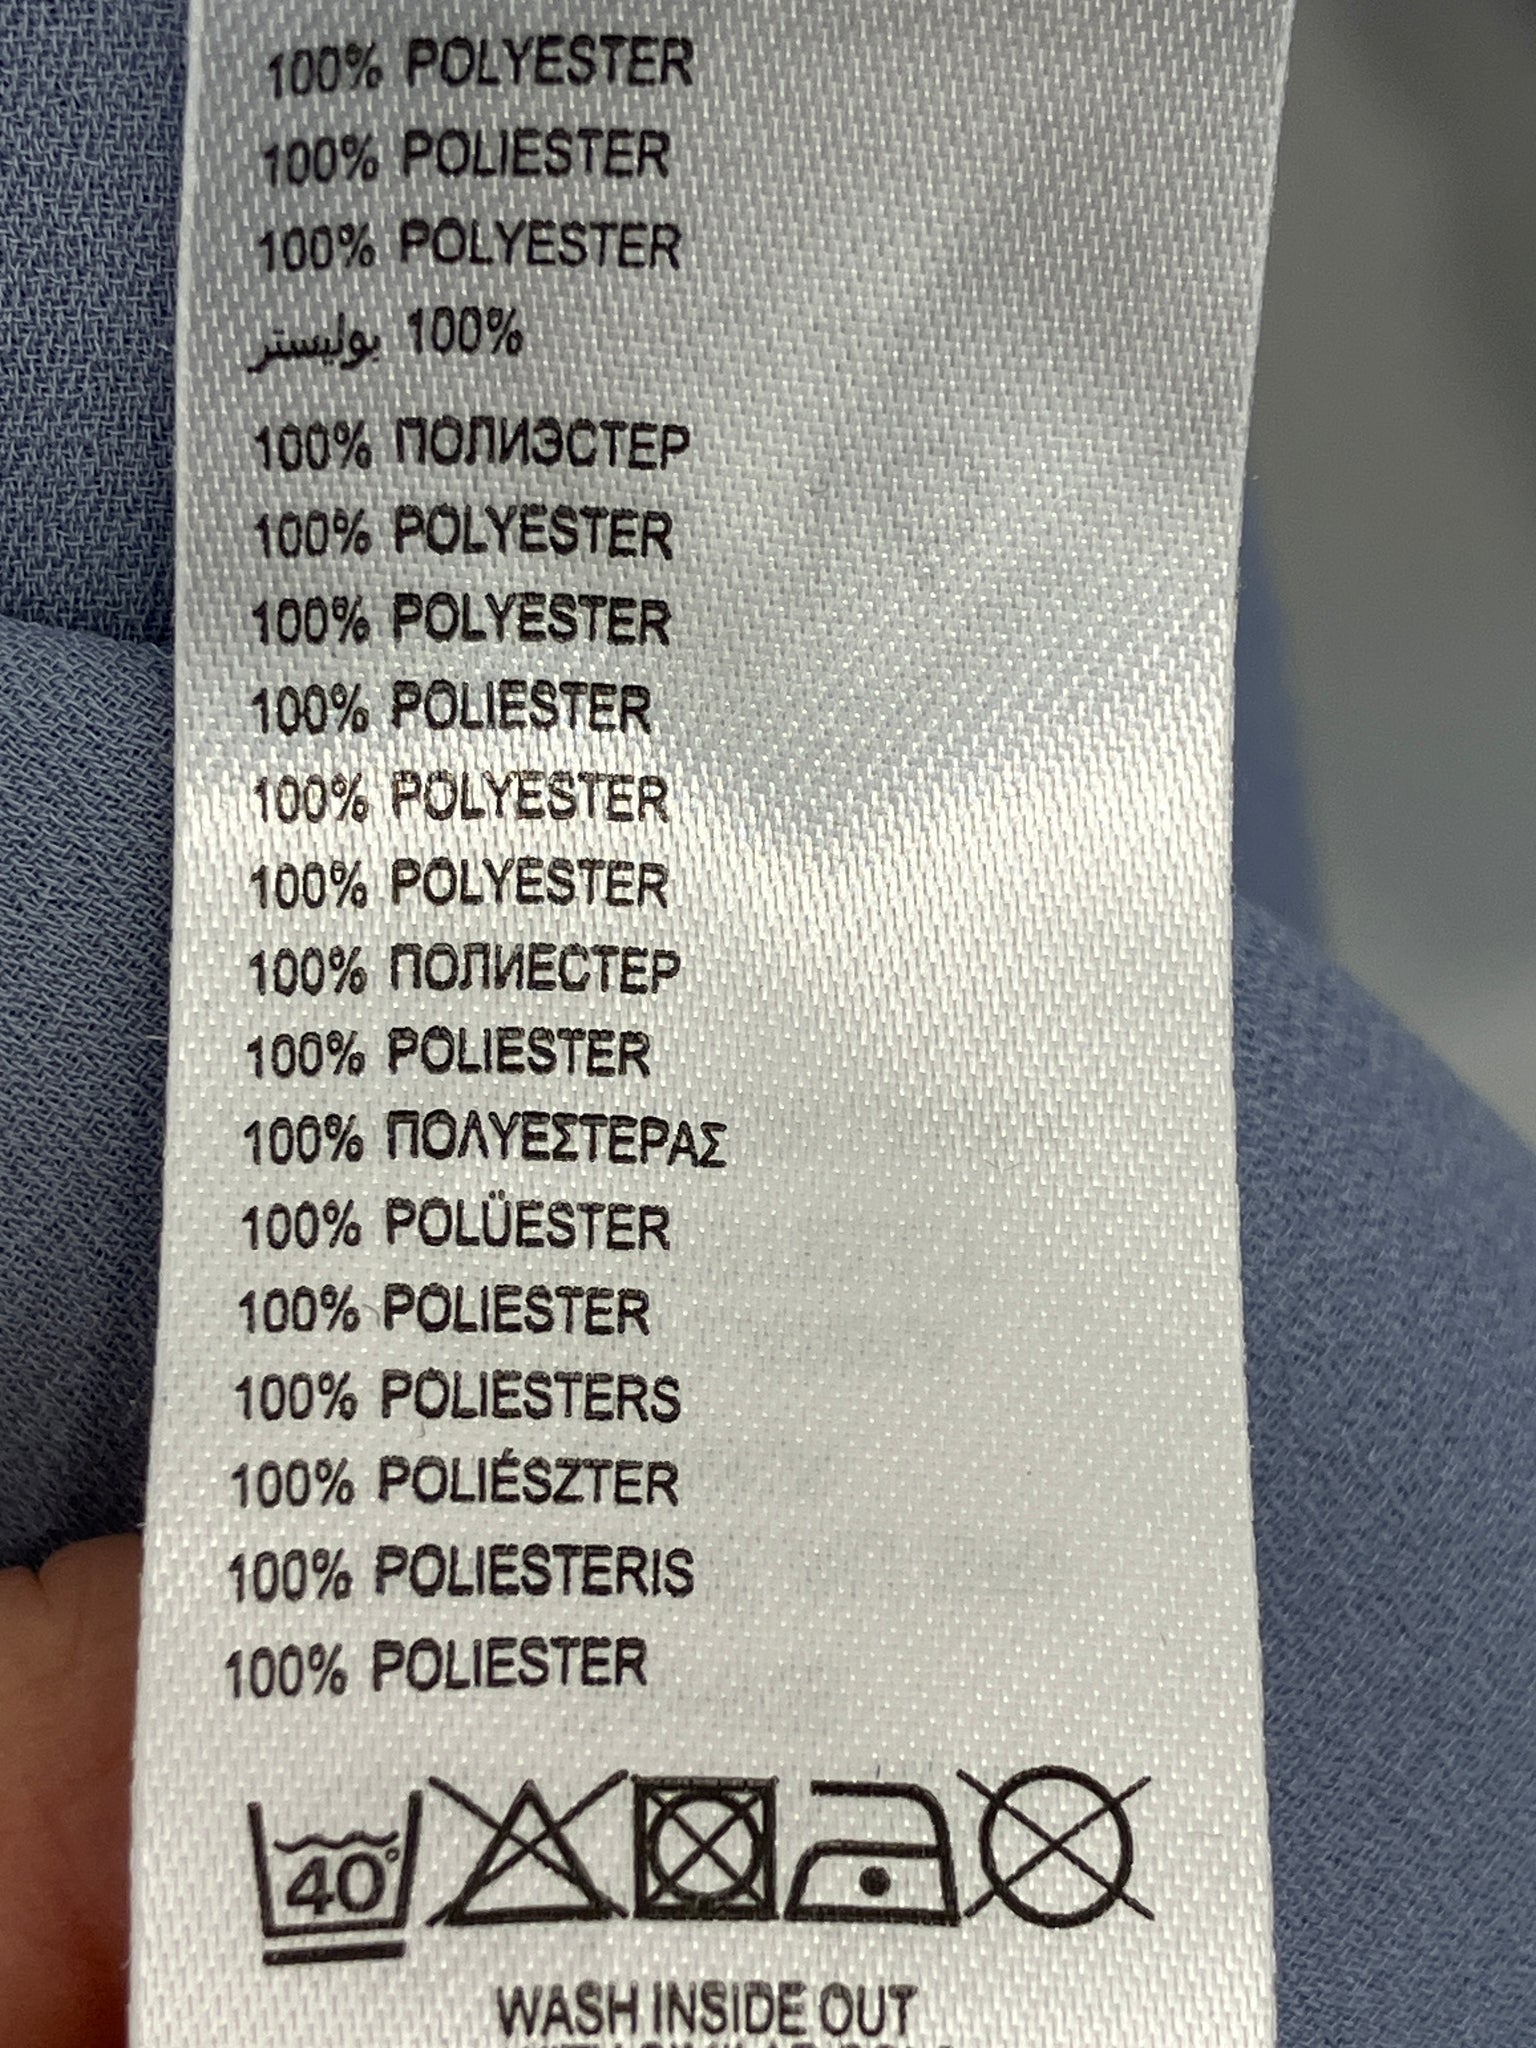 100% POLYESTER
100% POLIESTER
100% POLYESTER
100% بوليستر
100% ПОЛИЭСТЕР
100% POLYESTER
100% POLYESTER
100% POLIESTER
100% POLYESTER
100% POLYESTER
100% ПОЛИЕСТЕР
100% POLIESTER
100% ΠΟΛΥΕΣΤΕΡΑΣ
100% POLÜESTER
100% POLIESTER
100% POLIESTERS
100% POLIÉSZTER
100% POLIESTERIS
100% POLIESTER
40°
WASH INSIDE OUT